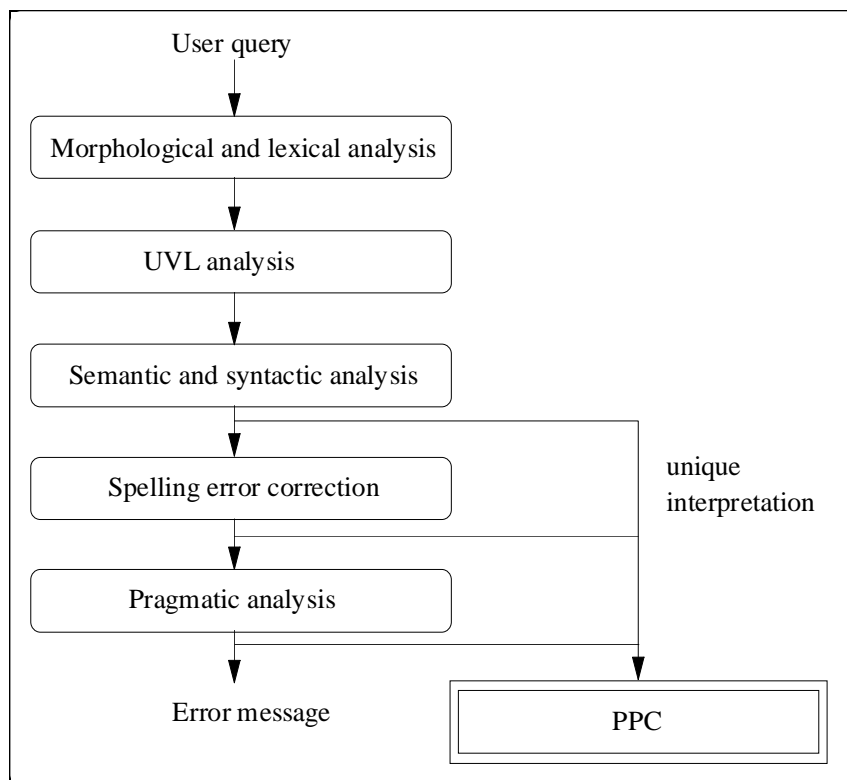 User query
Morphological and lexical analysis
UVL analysis
Semantic and syntactic analysis
Spelling error correction
unique
interpretation
Pragmatic analysis
Error message
PPC